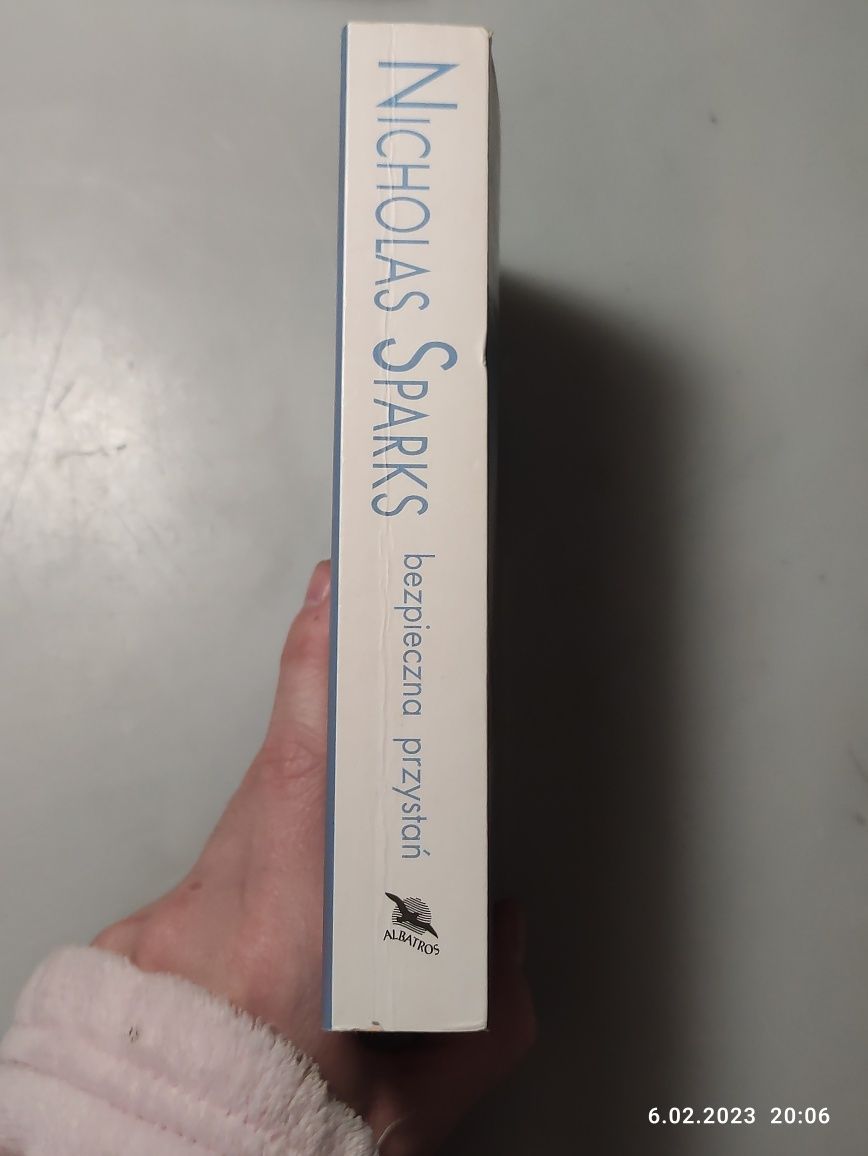 NICHOLAS SPARKS bezpieczna przystań
ALBATROS
6.02.2023 20:06